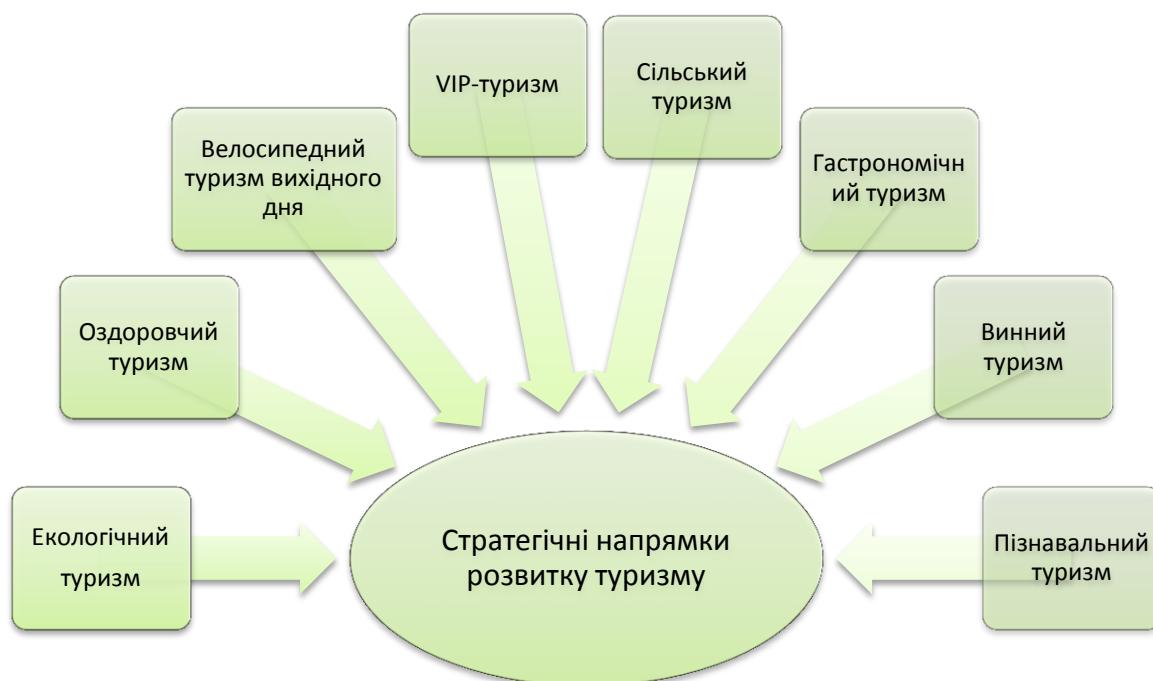 VIP-туризм
Сільський
туризм
Велосипедний
туризм вихідного
дня
Гастрономічн
ий туризм
Оздоровчий
туризм
Винний
туризм
Екологічний
туризм
Стратегічні напрямки
розвитку туризму
Пізнавальний
туризм